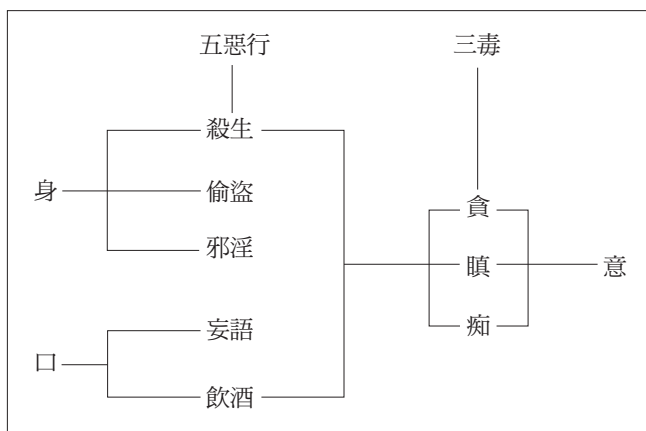 五惡行 三毒
殺生
身 偷盜
邪淫
貪
瞋 意
痴
妄語
口
飲酒